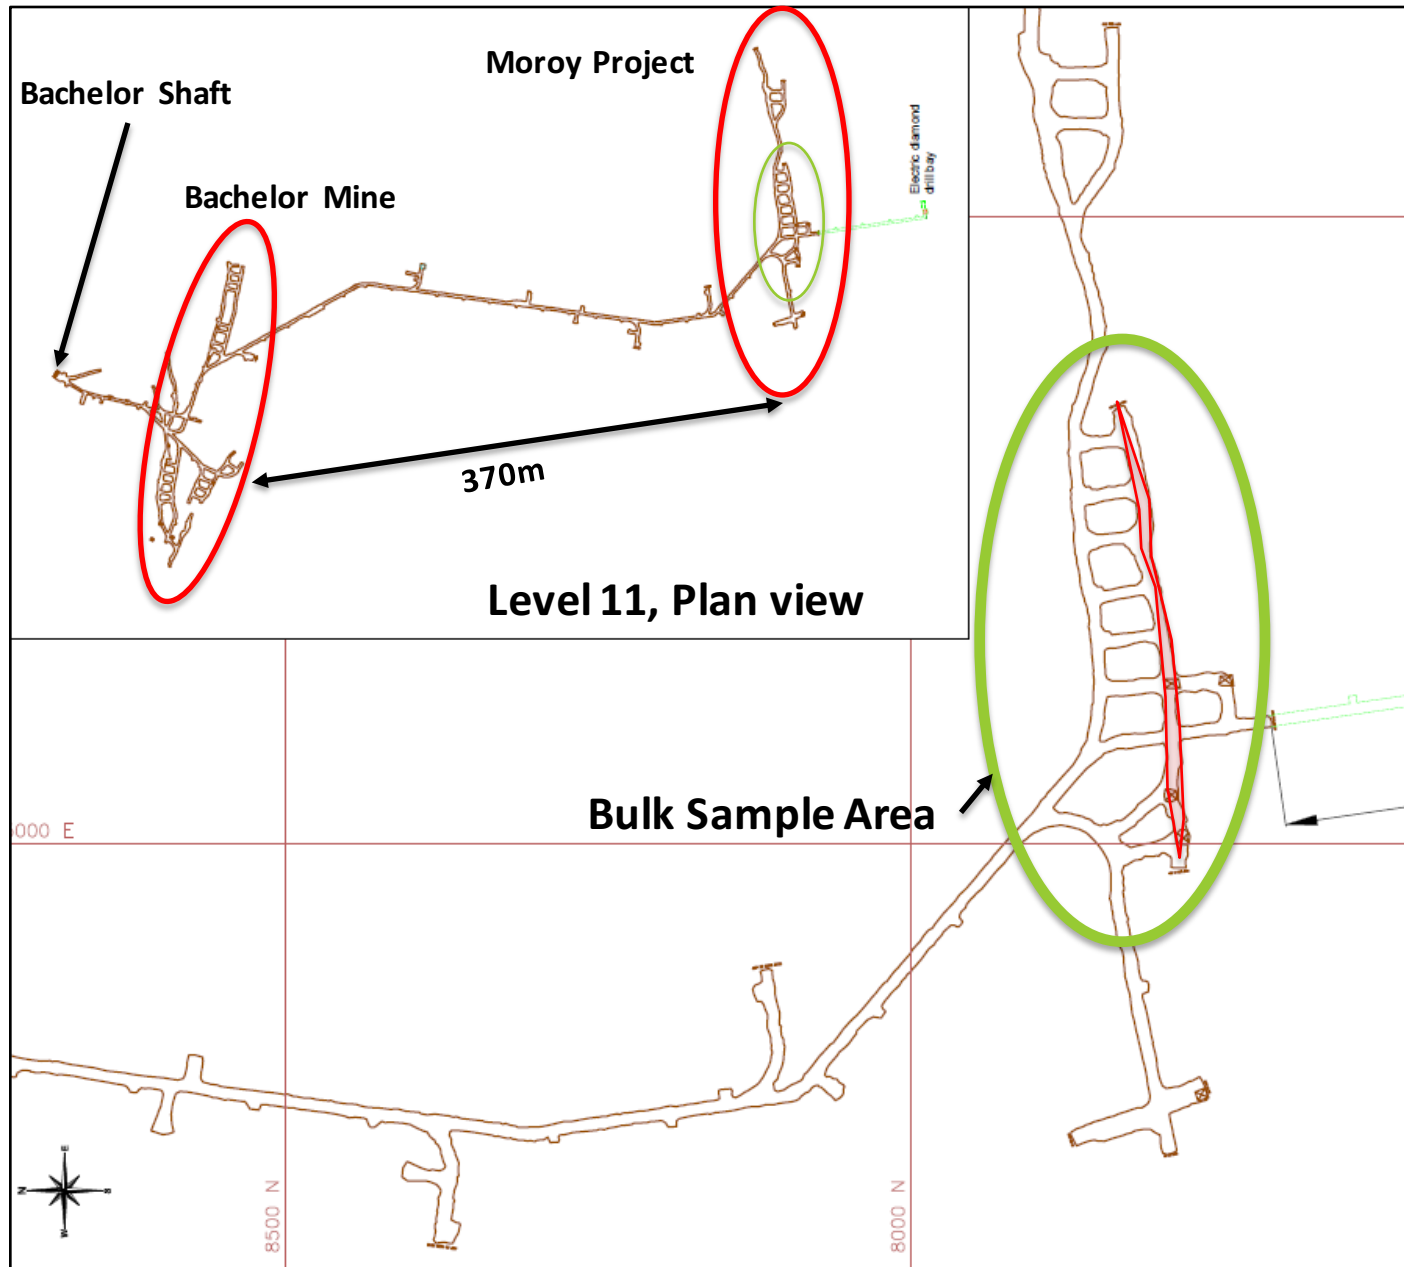 Moroy Project
Bachelor Shaft
Electric diamond
drill bay
Bachelor Mine
370m
Level 11, Plan view
Bulk Sample Area
000 E
8500 N
8000 N
E
N
S
W